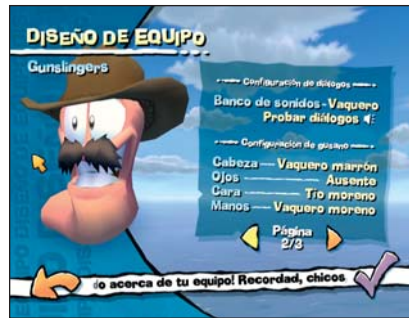 DISEÑO DE EQUIPO
Gunslingers
Configuración de diálogos
Banco de sonidos - Vaquero
Probar diálogos
Configuración de gusano
Cabeza — Vaquero marrón
Ojos — Ausente
Cara — Tío moreno
Manos — Vaquero moreno
Página
2/3
do acerca de tu equipo! Recordad, chicos